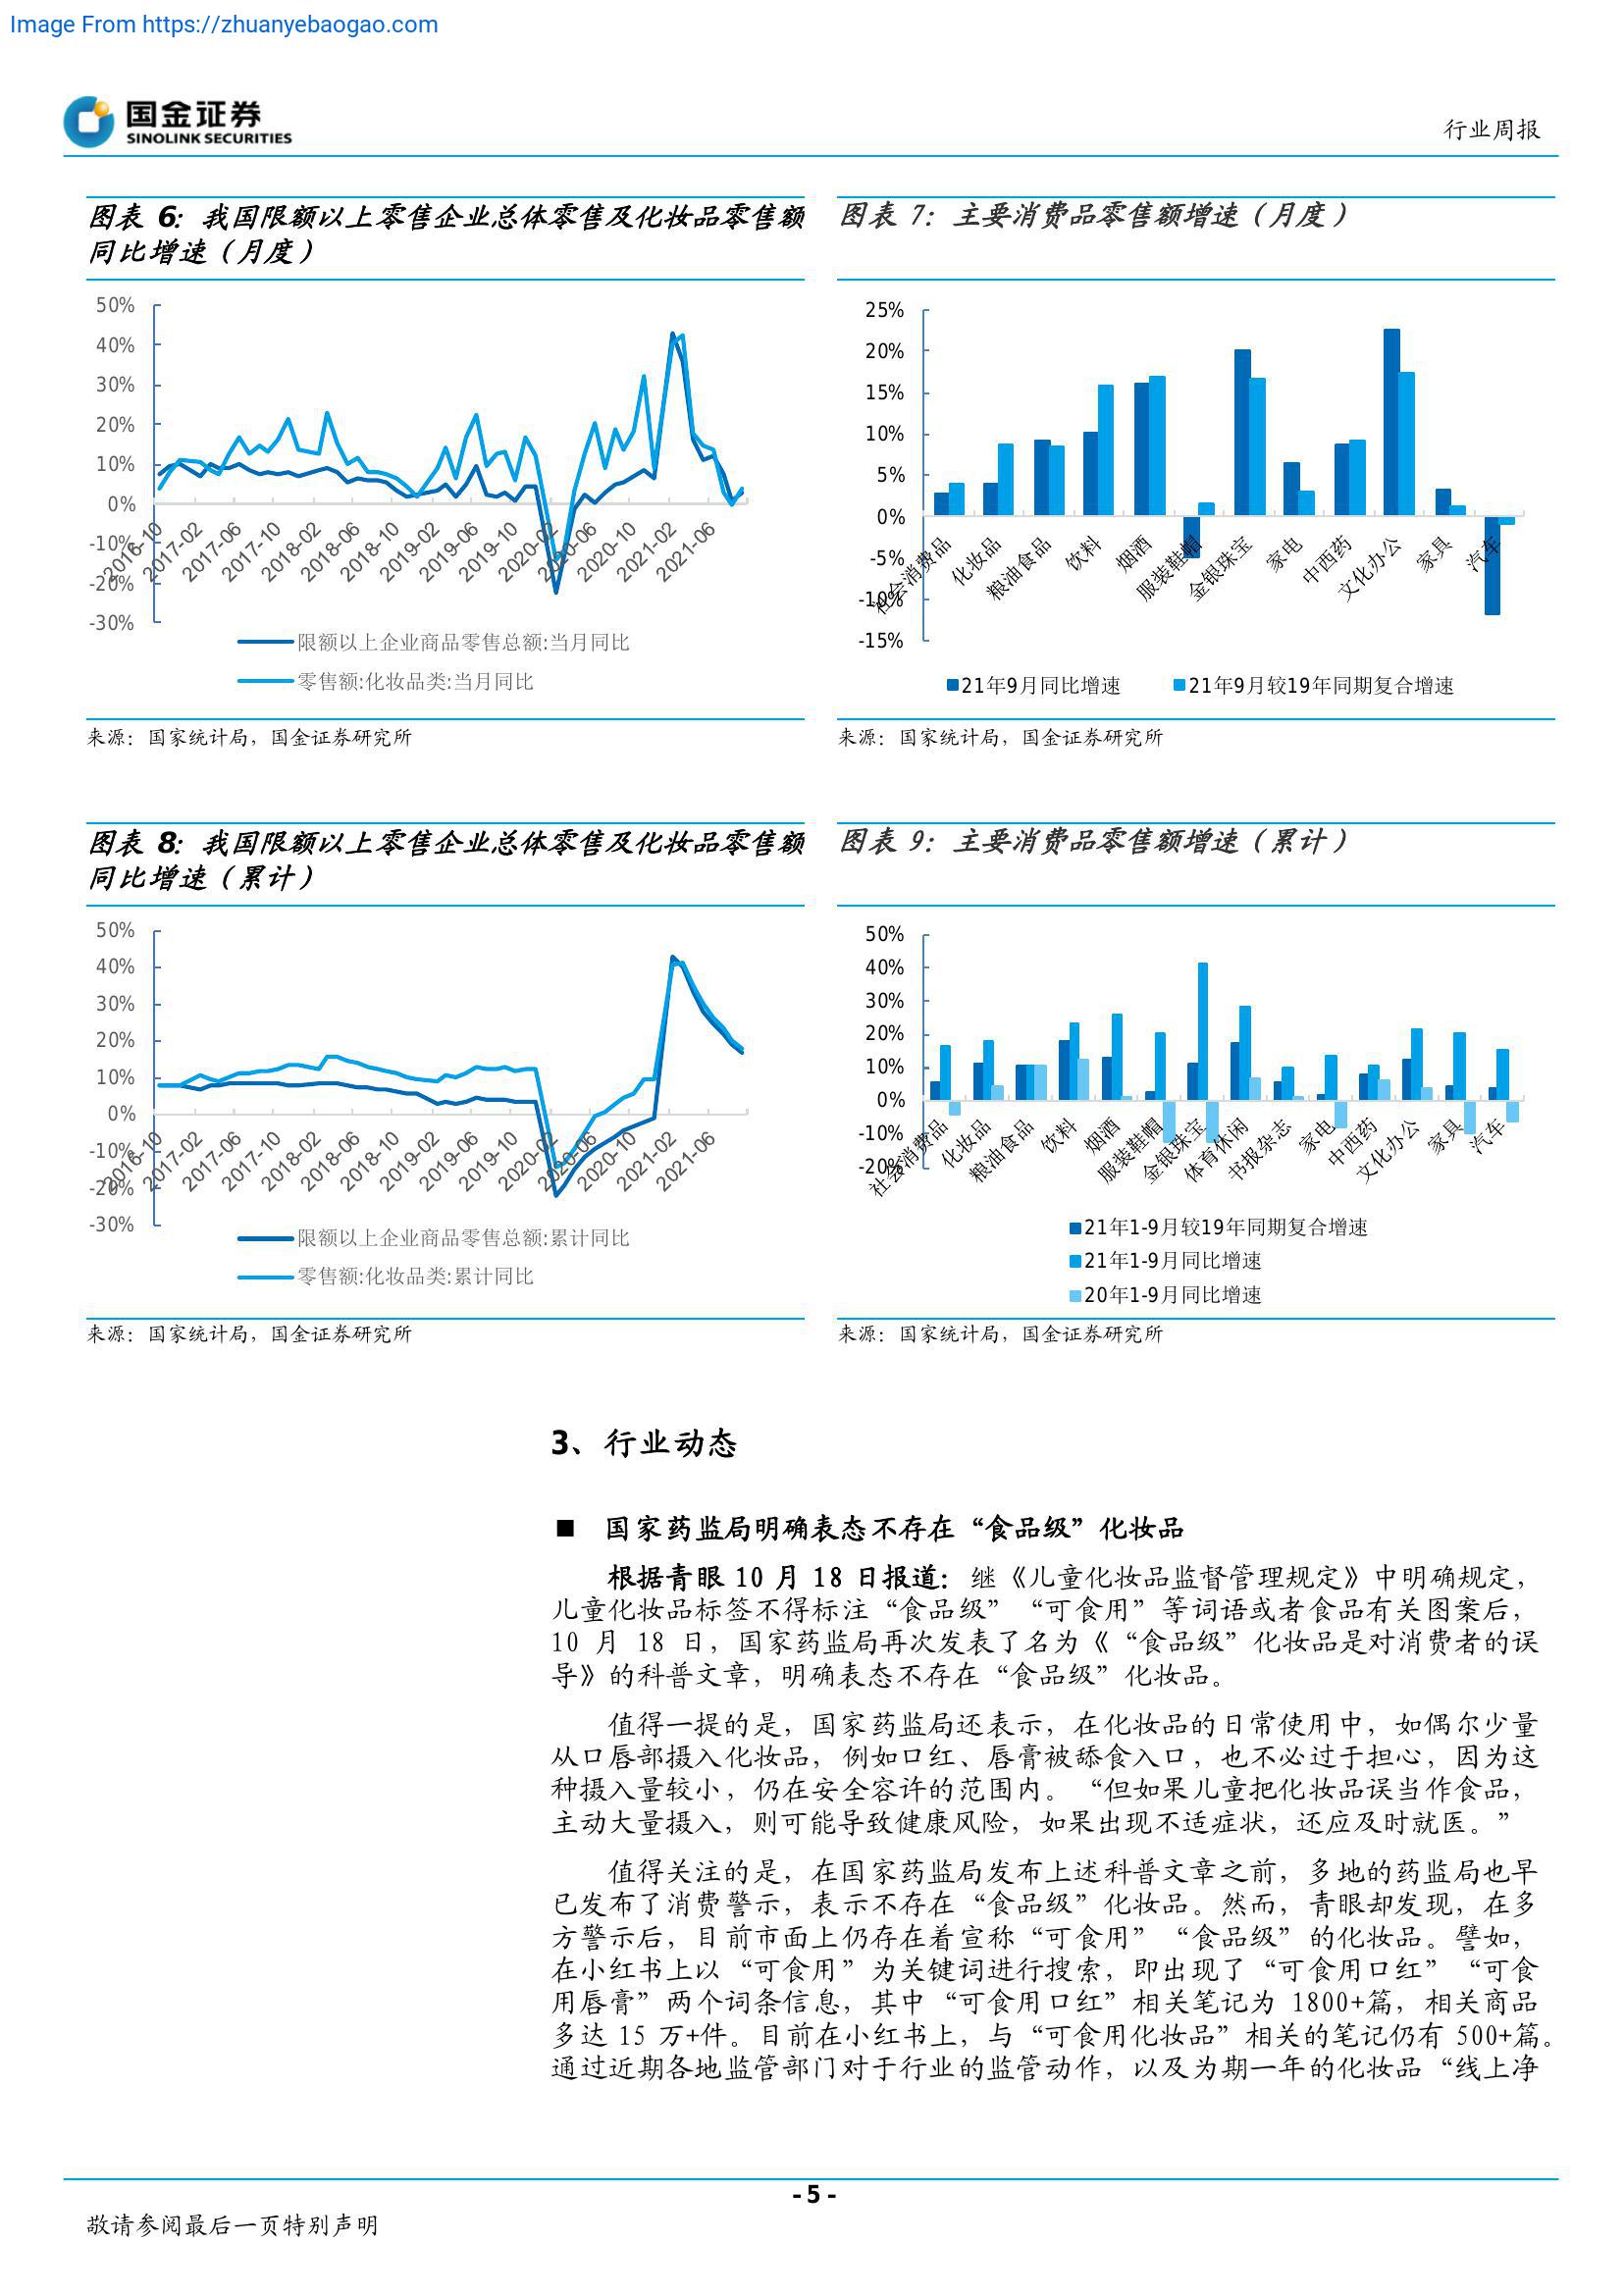 Image From https://zhuanyebaogao.com
国金证券
SINOLINK SECURITIES
行业周报
图表 6：我国限额以上零售企业总体零售及化妆品零售额
同比增速（月度）
50%
40%
30%
20%
10%
0%
-10%
-20%
-30%
2016-10
2017-02
2017-06
2017-10
2018-02
2018-06
2018-10
2019-02
2019-06
2019-10
2020-02
2020-06
2020-10
2021-02
2021-06
限额以上企业商品零售总额:当月同比
零售额:化妆品类:当月同比
来源：国家统计局，国金证券研究所
图表 7：主要消费品零售额增速（月度）
25%
20%
15%
10%
5%
0%
-5%
-10%
-15%
社会消费品
化妆品
粮油食品
饮料
烟酒
服装鞋帽
金银珠宝
家电
中西药
文化办公
家具
汽车
21年9月同比增速
21年9月较19年同期复合增速
来源：国家统计局，国金证券研究所
图表 8：我国限额以上零售企业总体零售及化妆品零售额
同比增速（累计）
50%
40%
30%
20%
10%
0%
-10%
-20%
-30%
2016-10
2017-02
2017-06
2017-10
2018-02
2018-06
2018-10
2019-02
2019-06
2019-10
2020-02
2020-06
2020-10
2021-02
2021-06
限额以上企业商品零售总额:累计同比
零售额:化妆品类:累计同比
来源：国家统计局，国金证券研究所
图表 9：主要消费品零售额增速（累计）
50%
40%
30%
20%
10%
0%
-10%
-20%
社会消费品
化妆品
粮油食品
饮料
烟酒
服装鞋帽
金银珠宝
体育休闲
书报杂志
家电
中西药
文化办公
家具
汽车
21年1-9月较19年同期复合增速
21年1-9月同比增速
20年1-9月同比增速
来源：国家统计局，国金证券研究所
3、行业动态
■ 国家药监局明确表态不存在“食品级”化妆品
根据青眼 10 月 18 日报道：继《儿童化妆品监督管理规定》中明确规定，
儿童化妆品标签不得标注“食品级”“可食用”等词语或者食品有关图案后，
10 月 18 日，国家药监局再次发表了名为《“食品级”化妆品是对消费者的误
导》的科普文章，明确表态不存在“食品级”化妆品。
值得一提的是，国家药监局还表示，在化妆品的日常使用中，如偶尔少量
从口唇部摄入化妆品，例如口红、唇膏被舔食入口，也不必过于担心，因为这
种摄入量较小，仍在安全容许的范围内。“但如果儿童把化妆品误当作食品，
主动大量摄入，则可能导致健康风险，如果出现不适症状，还应及时就医。”
值得关注的是，在国家药监局发布上述科普文章之前，多地的药监局也早
已发布了消费警示，表示不存在“食品级”化妆品。然而，青眼却发现，在多
方警示后，目前市面上仍存在着宣称“可食用”“食品级”的化妆品。譬如，
在小红书上以“可食用”为关键词进行搜索，即出现了“可食用口红”“可食
用唇膏”两个词条信息，其中“可食用口红”相关笔记为 1800+篇，相关商品
多达 15 万+件。目前在小红书上，与“可食用化妆品”相关的笔记仍有 500+篇。
通过近期各地监管部门对于行业的监管动作，以及为期一年的化妆品“线上净
- 5 -
敬请参阅最后一页特别声明